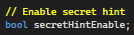 // Enable secret hint
bool secretHintEnable;